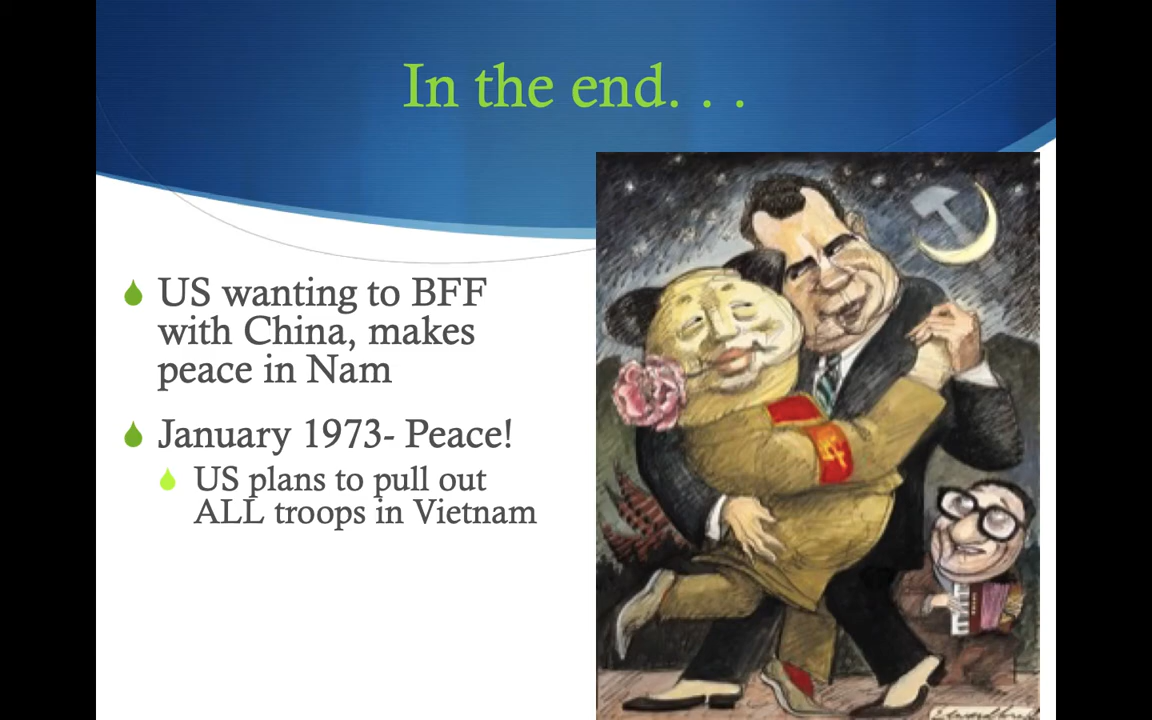 In the end. . .
US wanting to BFF
with China, makes
peace in Nam
January 1973- Peace!
US plans to pull out
ALL troops in Vietnam